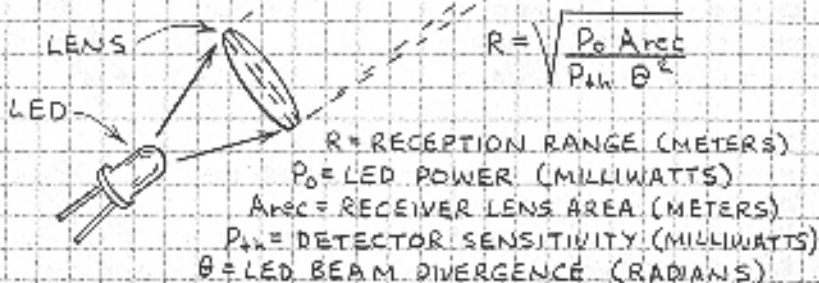 LENS
LED
R = √(Po Arec / Pth θ²)
R = RECEPTION RANGE (METERS)
Po = LED POWER (MILLIWATTS)
Arec = RECEIVER LENS AREA (METERS)
Pth = DETECTOR SENSITIVITY (MILLIWATTS)
θ = LED BEAM DIVERGENCE (RADIANS)